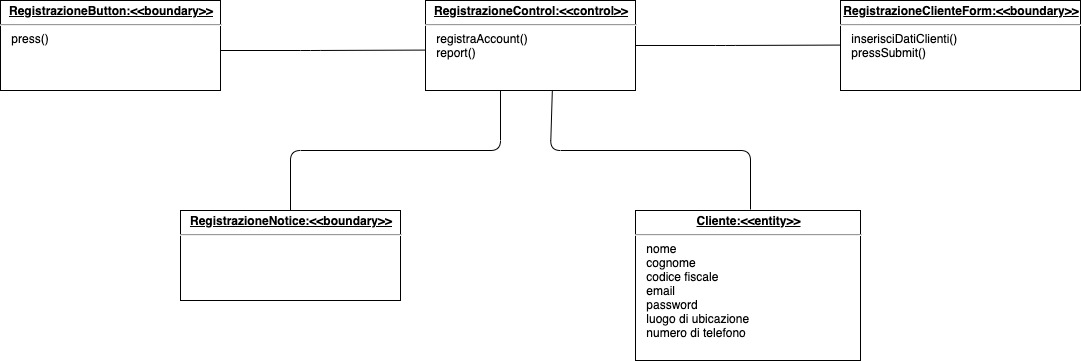 RegistrazioneButton:<<boundary>>
press()
RegistrazioneControl:<<control>>
registraAccount()
report()
RegistrazioneClienteForm:<<boundary>>
inserisciDatiClienti()
pressSubmit()
RegistrazioneNotice:<<boundary>>
Cliente:<<entity>>
nome
cognome
codice fiscale
email
password
luogo di ubicazione
numero di telefono